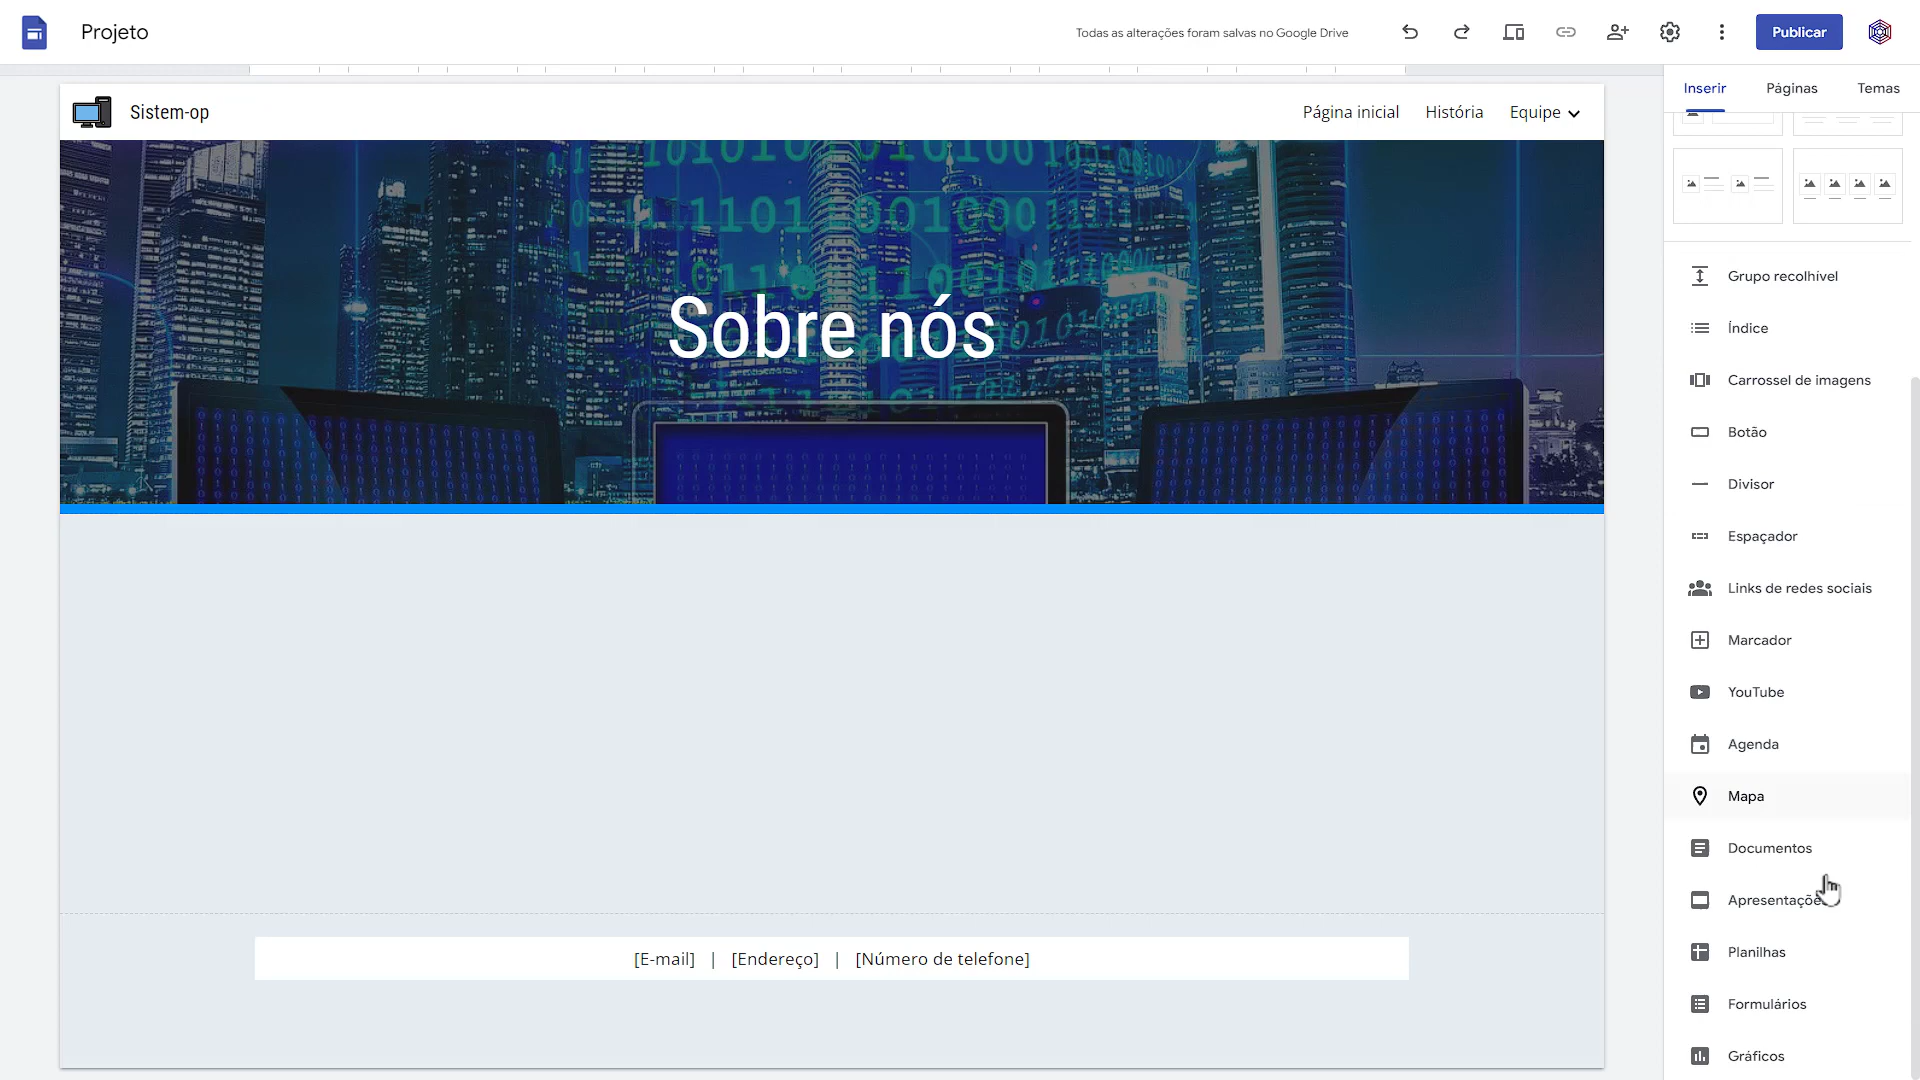 Projeto
Todas as alterações foram salvas no Google Drive
Publicar
Inserir
Páginas
Temas
Sistem-op
Página inicial
História
Equipe
Sobre nós
[E-mail] | [Endereço] | [Número de telefone]
Grupo recolhível
Índice
Carrossel de imagens
Botão
Divisor
Espaçador
Links de redes sociais
Marcador
YouTube
Agenda
Mapa
Documentos
Planilhas
Formulários
Gráficos